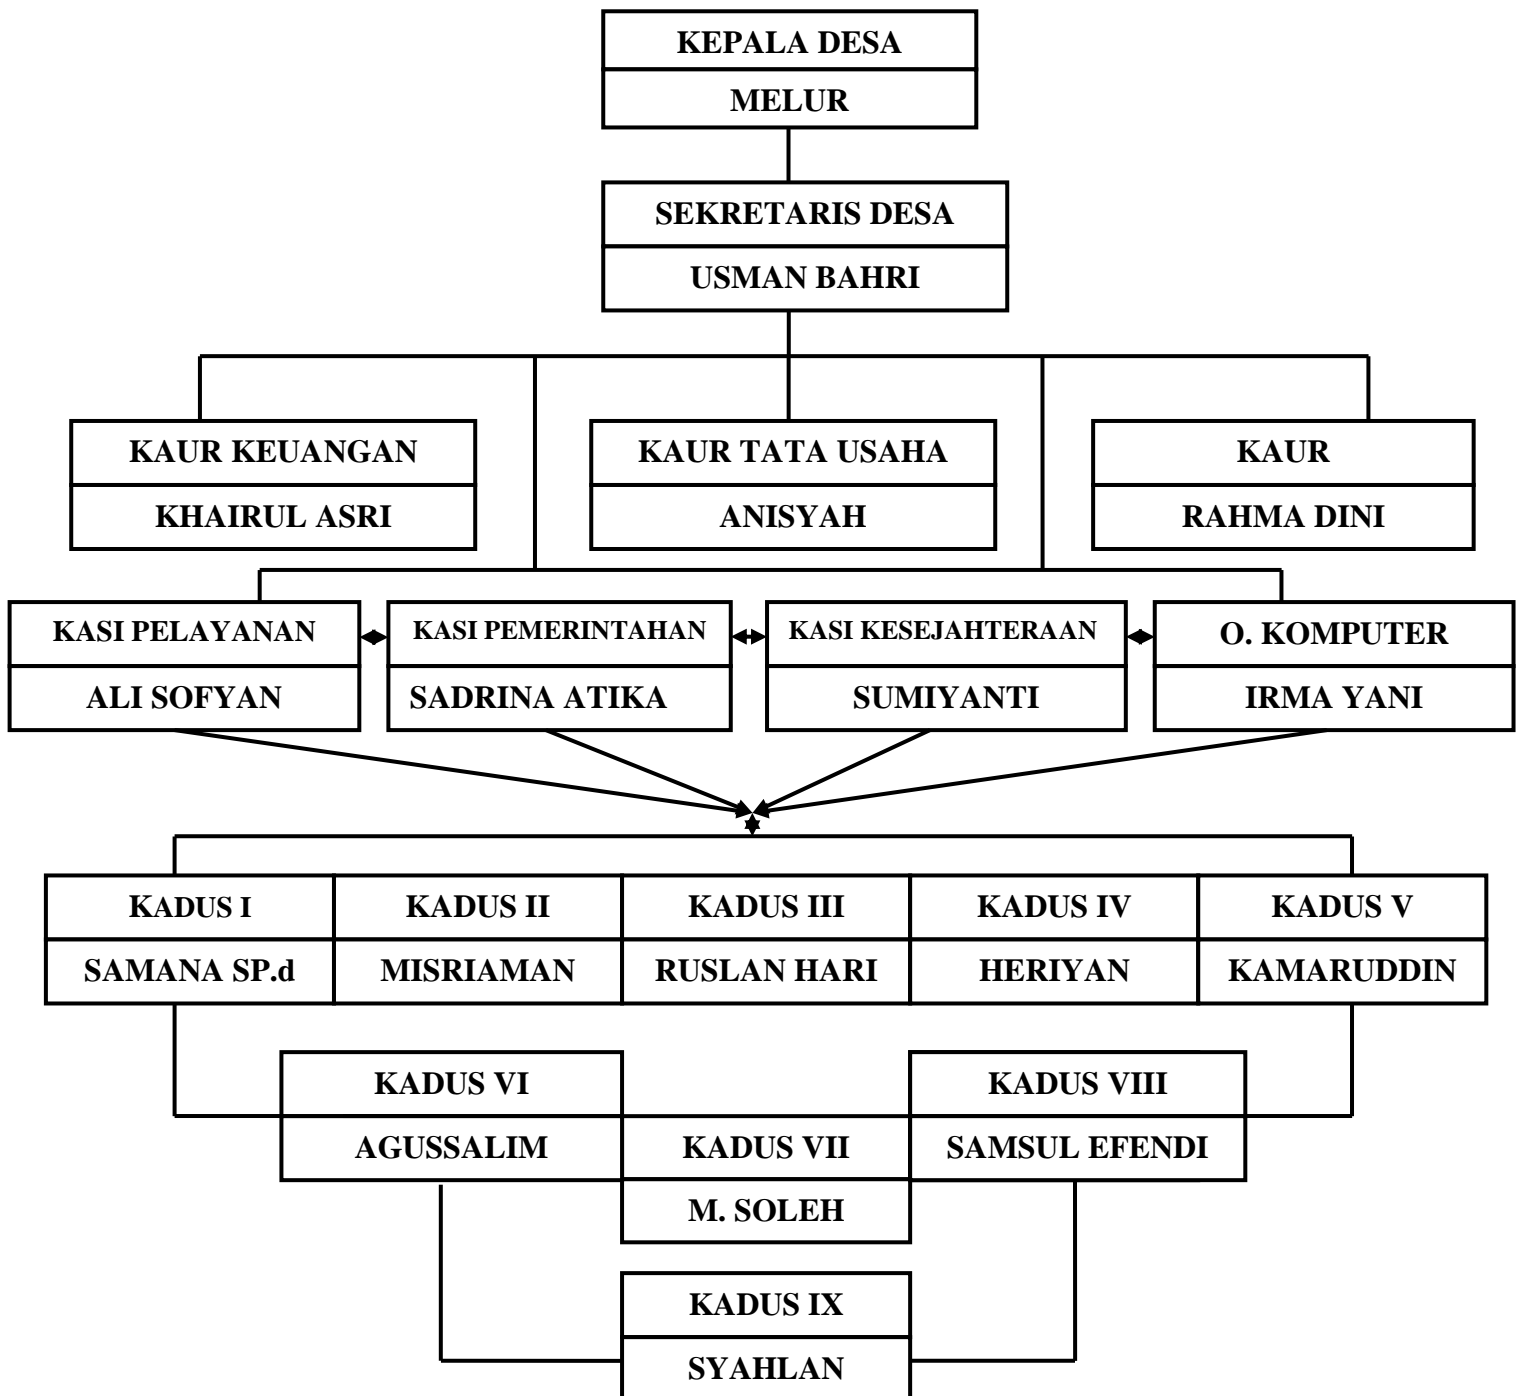 KEPALA DESA
MELUR
SEKRETARIS DESA
USMAN BAHRI
KAUR KEUANGAN
KHAIRUL ASRI
KAUR TATA USAHA
ANISYAH
KAUR
RAHMA DINI
KASI PELAYANAN
ALI SOFYAN
KASI PEMERINTAHAN
SADRINA ATIKA
KASI KESEJAHTERAAN
SUMIYANTI
O. KOMPUTER
IRMA YANI
KADUS I
SAMANA SP.d
KADUS II
MISRIAMAN
KADUS III
RUSLAN HARI
KADUS IV
HERIYAN
KADUS V
KAMARUDDIN
KADUS VI
AGUSSALIM
KADUS VII
M. SOLEH
KADUS VIII
SAMSUL EFENDI
KADUS IX
SYAHLAN